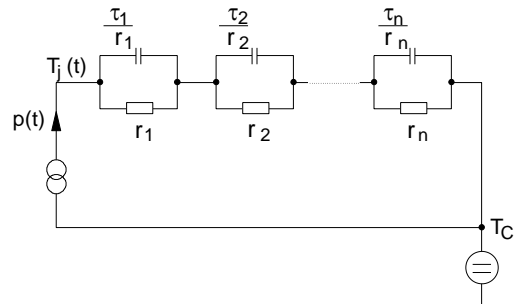 τ1/r1 τ2/r2 τn/rn
Tj(t)
r1 r2 rn
p(t)
TC